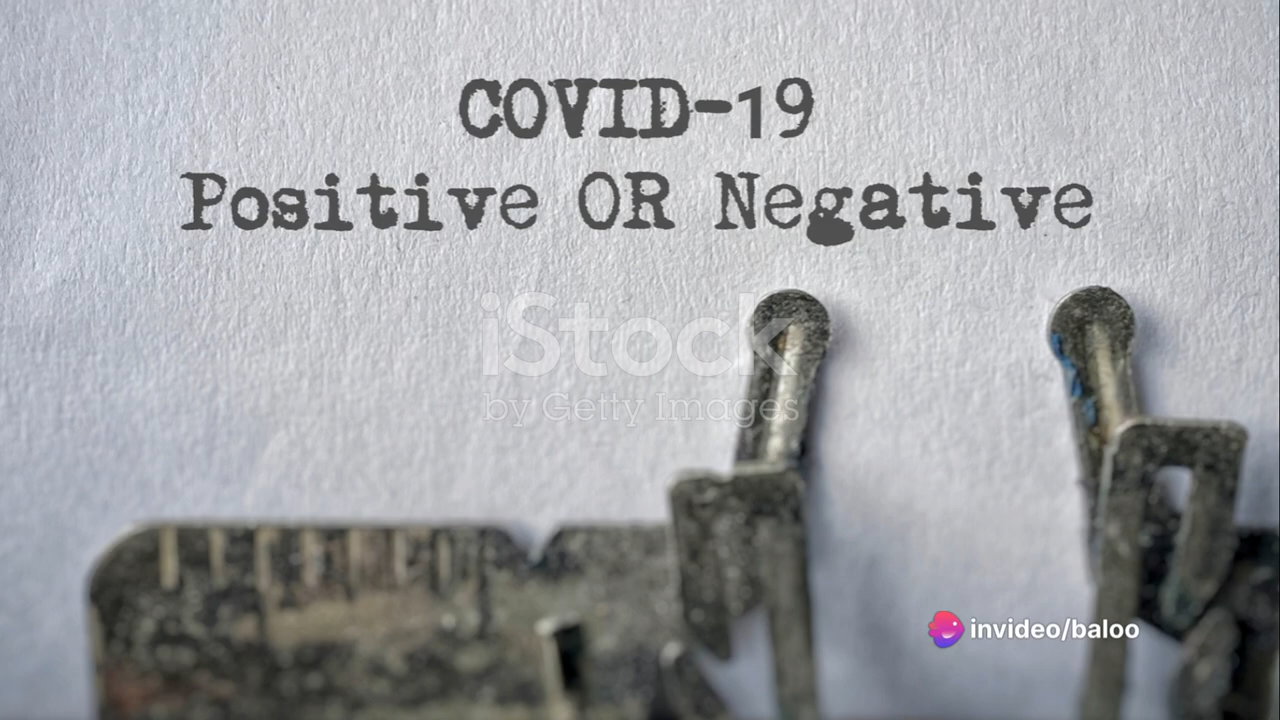 COVID-19
Positive OR Negative
iStock
by Getty Images
invideo/baloo